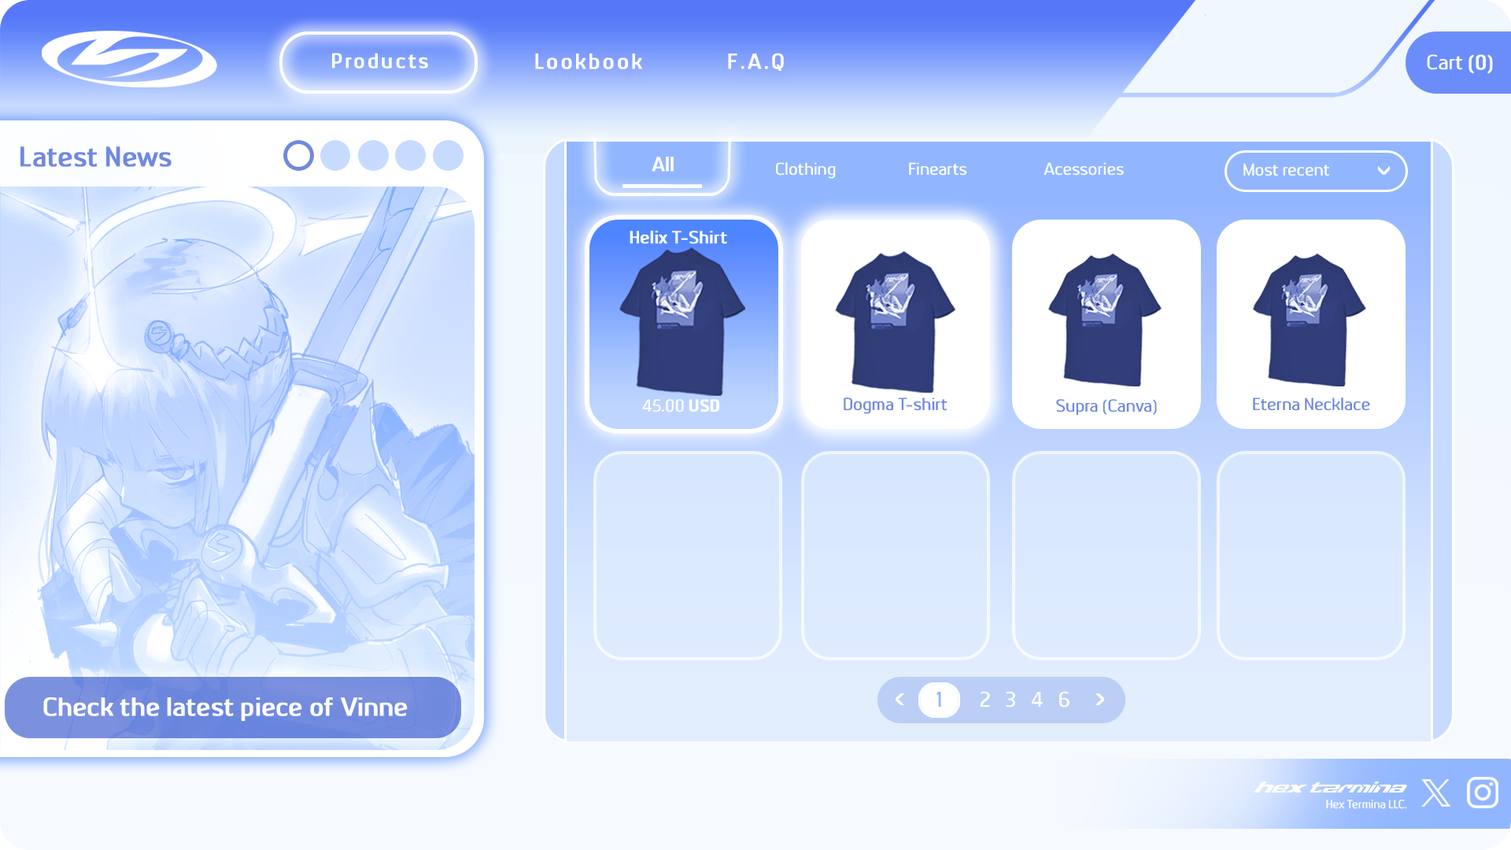 Products
Lookbook
F.A.Q
Cart (0)
Latest News
All
Clothing
Finearts
Acessories
Most recent
Helix T-Shirt
45.00 USD
Dogma T-shirt
Supra (Canva)
Eterna Necklace
Check the latest piece of Vinne
< 1 2 3 4 6 >
hex tarmina
Hex Termina LLC.